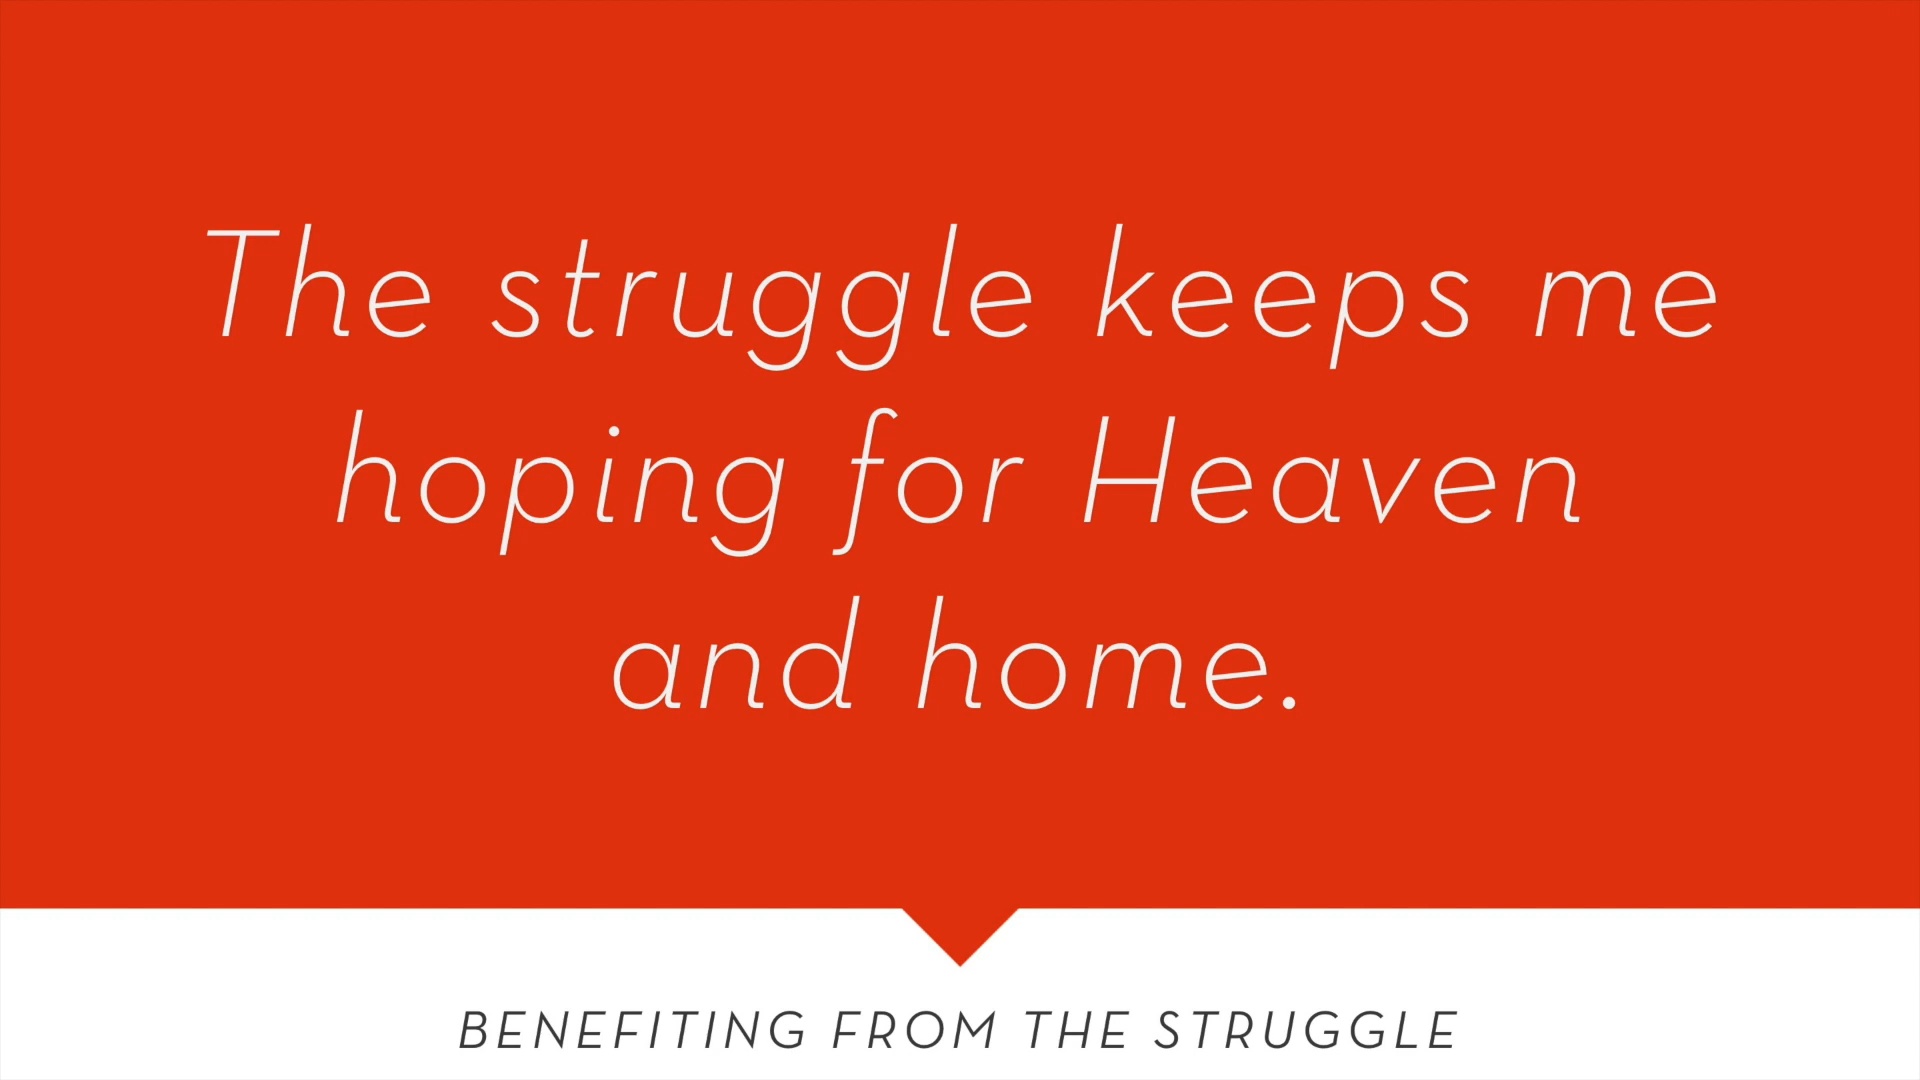 The struggle keeps me
hoping for Heaven
and home.
BENEFITING FROM THE STRUGGLE